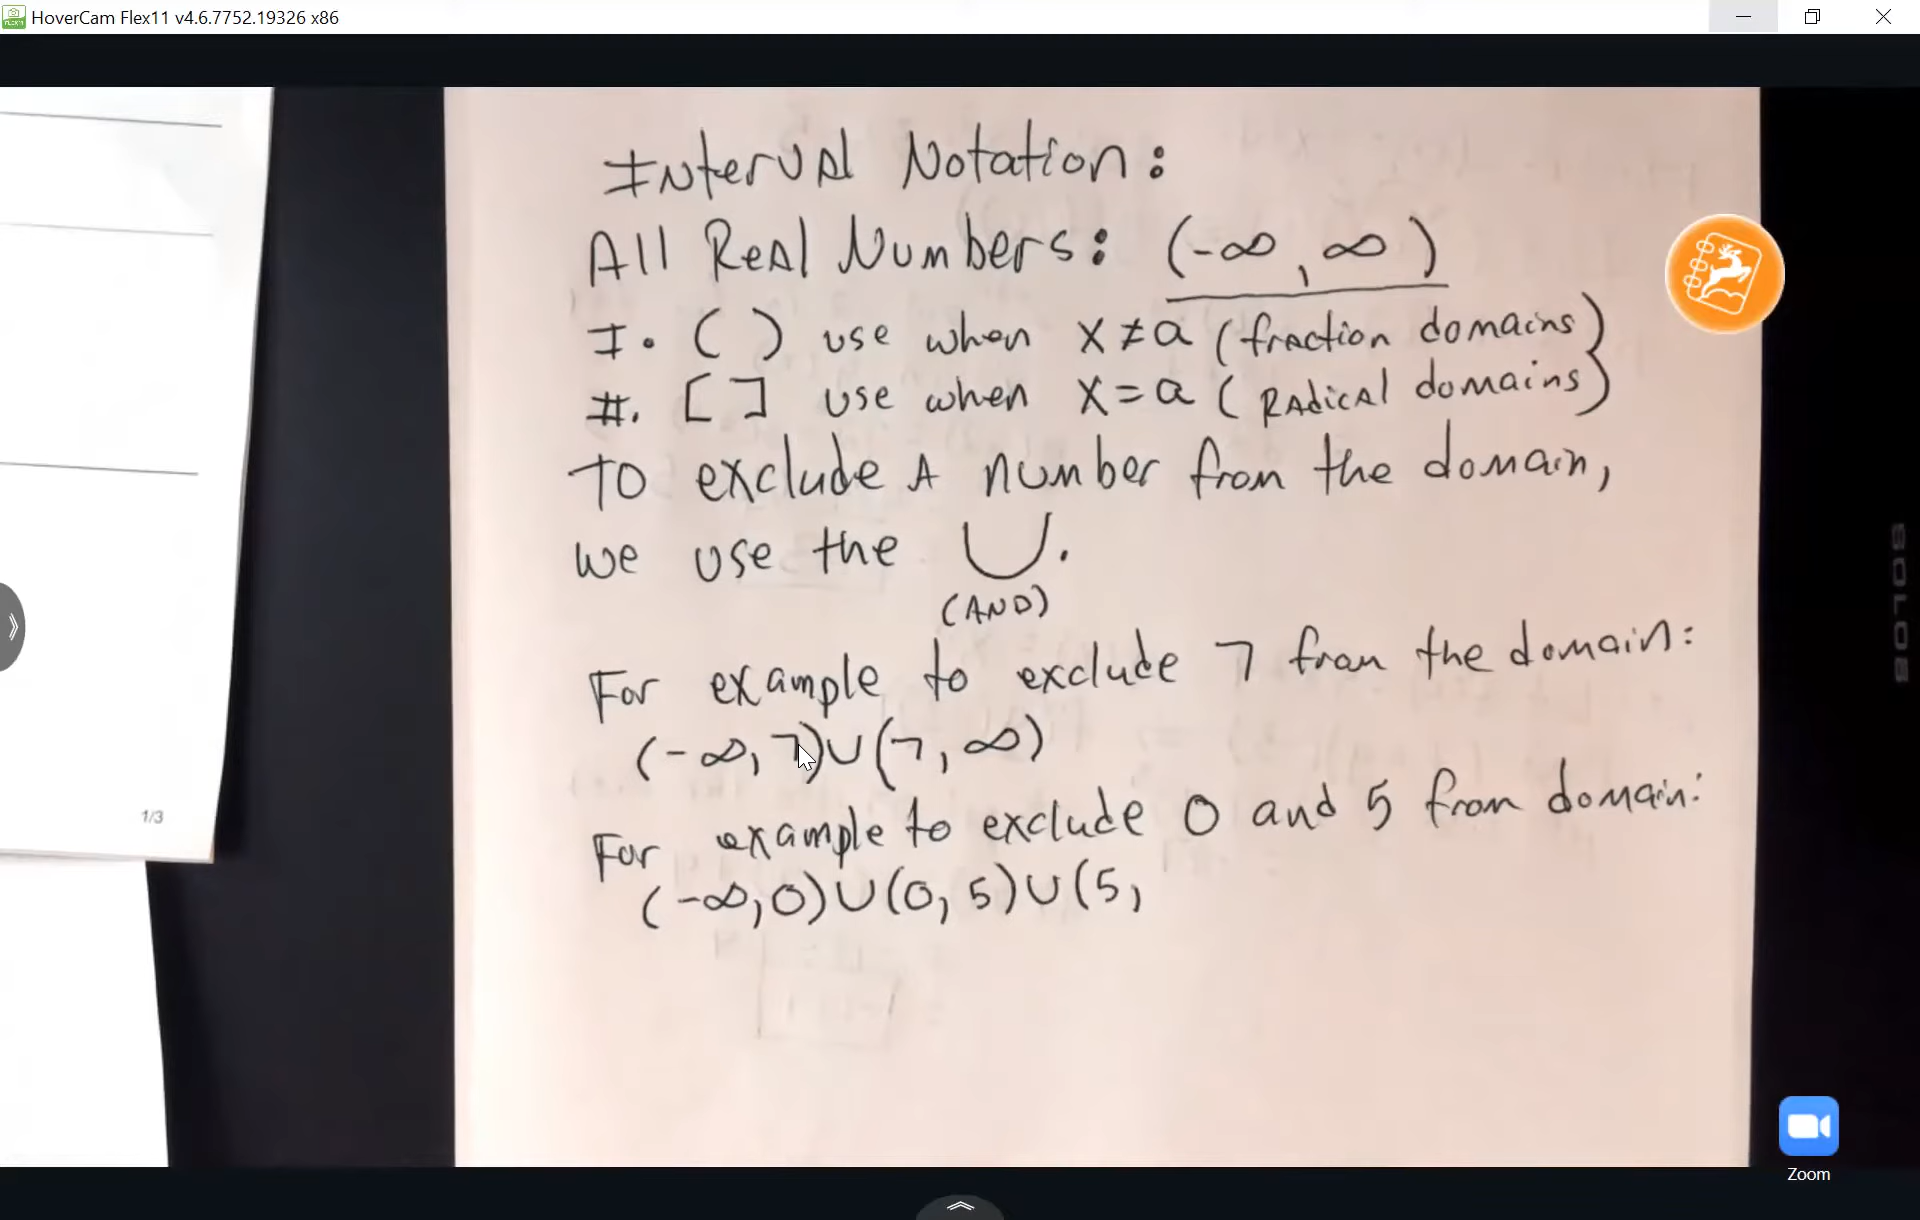 HoverCam Flex11 v4.6.7752.19326 x86
Interval Notation:
All Real Numbers: (-∞, ∞)
I. ( ) use when x ≠ a (fraction domains)
II. [ ] use when x = a (Radical domains)
To exclude a number from the domain,
we use the ∪.
(AND)
For example to exclude 7 from the domain:
(-∞, 7)∪(7, ∞)
For example to exclude 0 and 5 from domain:
(-∞, 0)∪(0, 5)∪(5,
1/3
SOLO8
Zoom